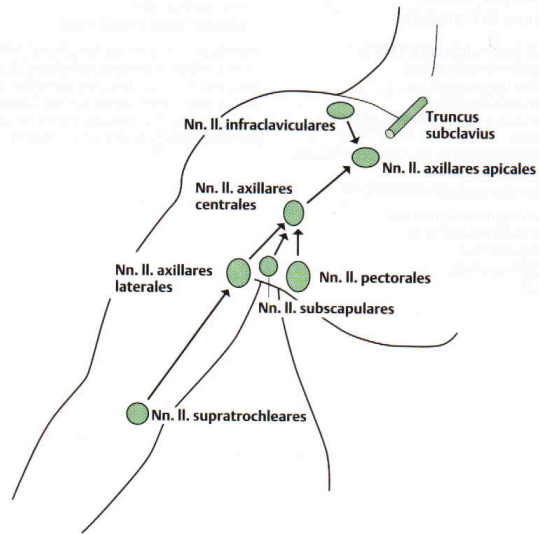 Nn. ll. infraclaviculares
Truncus
subclavius
Nn. ll. axillares apicales
Nn. ll. axillares
centrales
Nn. ll. axillares
laterales
Nn. ll. pectorales
Nn. ll. subscapulares
Nn. ll. supratrochleares